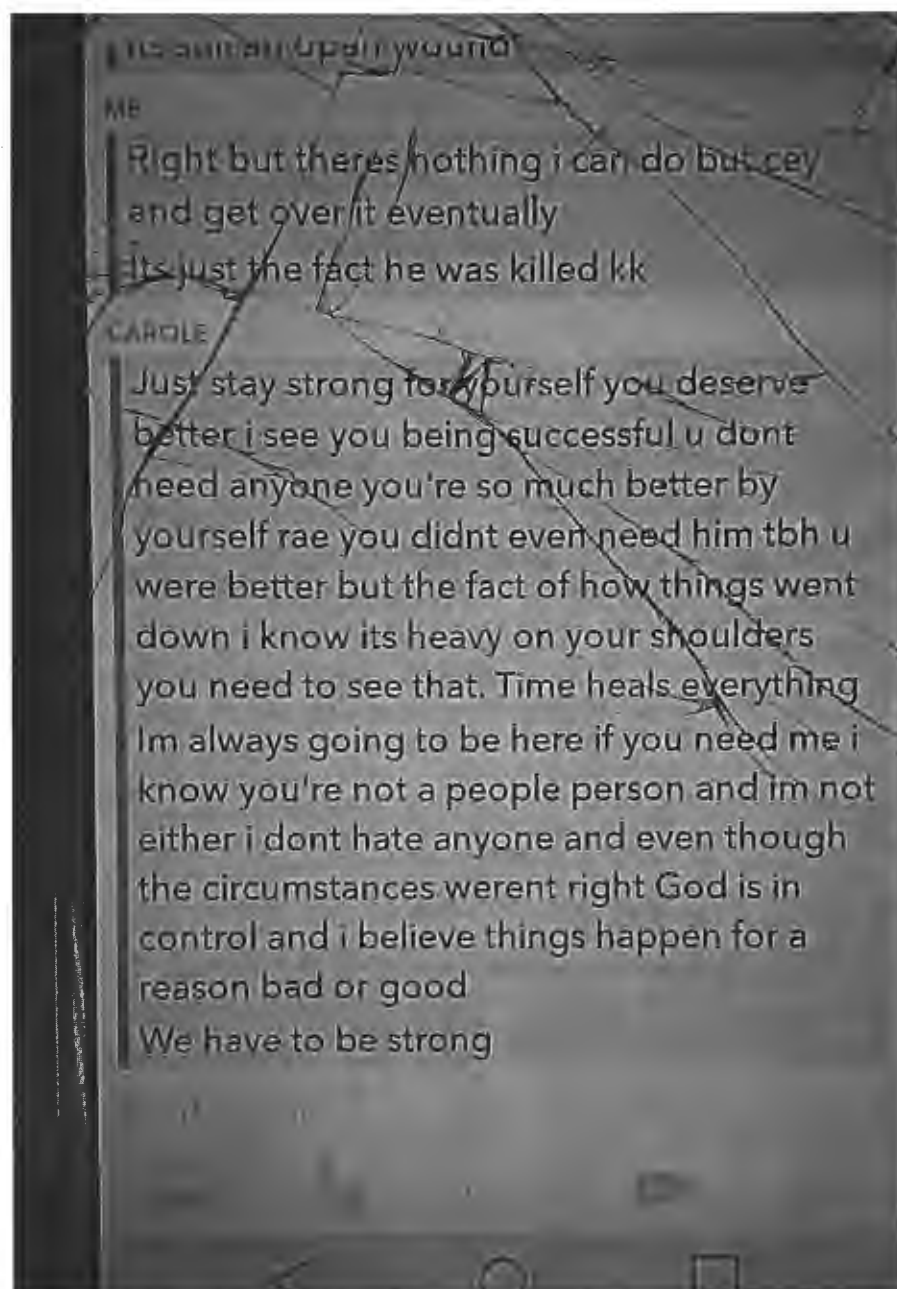 Its still an open wound
ME
Right but theres nothing i can do but cey
and get over it eventually
Its just the fact he was killed kk
CAROLE
Just stay strong for yourself you deserve
better i see you being successful u dont
need anyone you're so much better by
yourself rae you didnt even need him tbh u
were better but the fact of how things went
down i know its heavy on your shoulders
you need to see that. Time heals everything
Im always going to be here if you need me i
know you're not a people person and im not
either i dont hate anyone and even though
the circumstances werent right God is in
control and i believe things happen for a
reason bad or good
We have to be strong